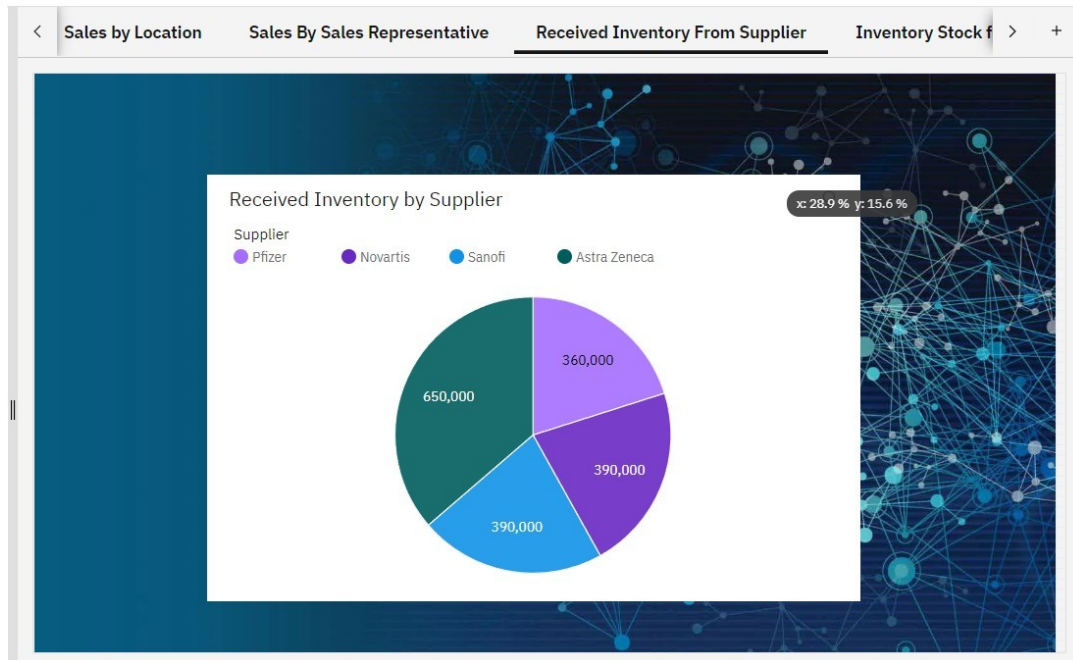 Sales by Location Sales By Sales Representative Received Inventory From Supplier Inventory Stock f
x: 28.9 % y: 15.6 %
Received Inventory by Supplier
Supplier
Pfizer Novartis Sanofi Astra Zeneca
360,000
650,000
390,000
390,000